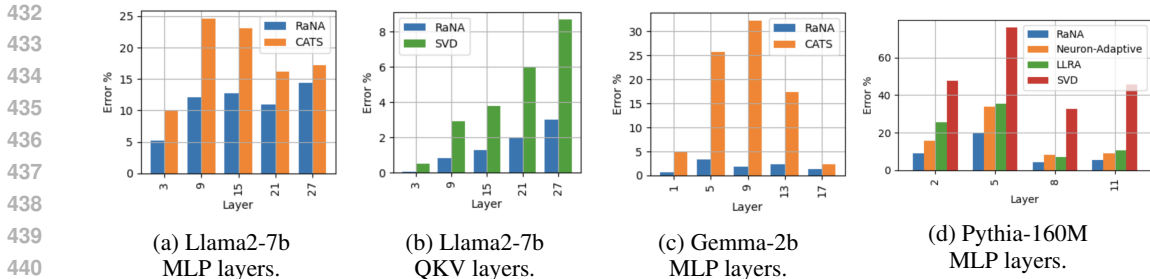 432
433
434
435
436
437
438
439
440
25
20
15
10
5
0
Error %
3
9
15
21
27
Layer
RaNA
CATS
(a) Llama2-7b
MLP layers.
8
6
4
2
0
Error %
3
9
15
21
27
Layer
RaNA
SVD
(b) Llama2-7b
QKV layers.
30
25
20
15
10
5
0
Error %
1
5
9
13
17
Layer
RaNA
CATS
(c) Gemma-2b
MLP layers.
60
40
20
0
Error %
2
5
8
11
Layer
RaNA
Neuron-Adaptive
LLRA
SVD
(d) Pythia-160M
MLP layers.